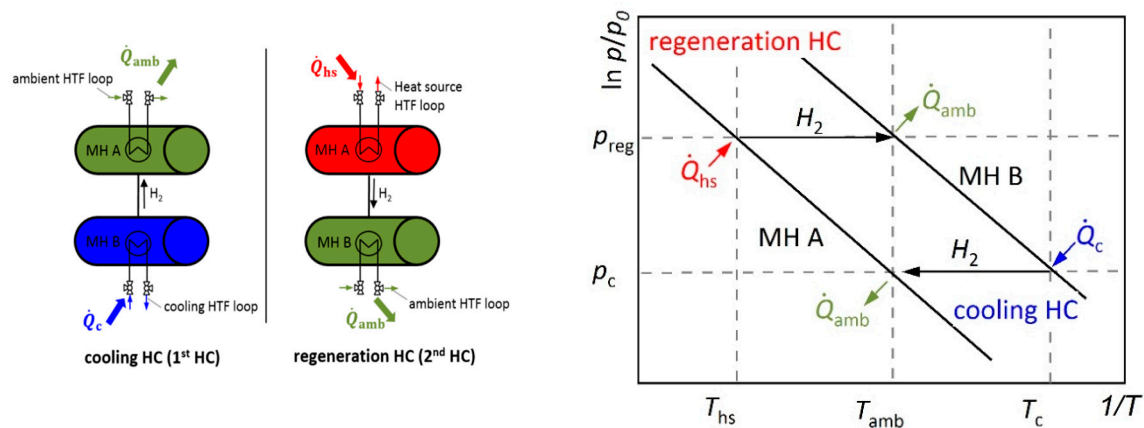 Q̇amb
ambient HTF loop
MH A
H2
MH B
Q̇c
cooling HTF loop
cooling HC (1st HC)
Q̇hs
Heat source
HTF loop
MH A
H2
MH B
ambient HTF loop
Q̇amb
regeneration HC (2nd HC)
ln p/p0
regeneration HC
Q̇amb
H2
preg
Q̇hs
MH B
MH A
Q̇c
H2
pc
Q̇amb
cooling HC
Ths
Tamb
Tc
1/T